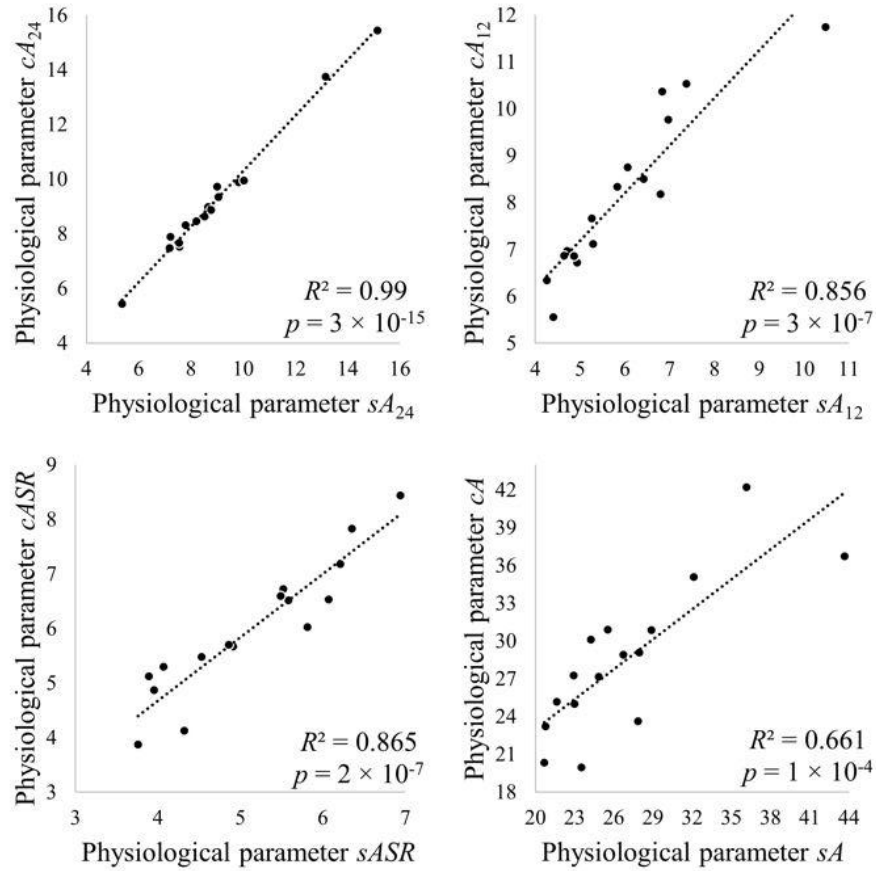 16
14
12
10
8
6
4
Physiological parameter cA₂₄
R² = 0.99
p = 3 × 10⁻¹⁵
4 6 8 10 12 14 16
Physiological parameter sA₂₄
12
11
10
9
8
7
6
5
Physiological parameter cA₁₂
R² = 0.856
p = 3 × 10⁻⁷
4 5 6 7 8 9 10 11
Physiological parameter sA₁₂
9
8
7
6
5
4
3
Physiological parameter cASR
R² = 0.865
p = 2 × 10⁻⁷
3 4 5 6 7
Physiological parameter sASR
42
39
36
33
30
27
24
21
18
Physiological parameter cA
R² = 0.661
p = 1 × 10⁻⁴
20 23 26 29 32 35 38 41 44
Physiological parameter sA